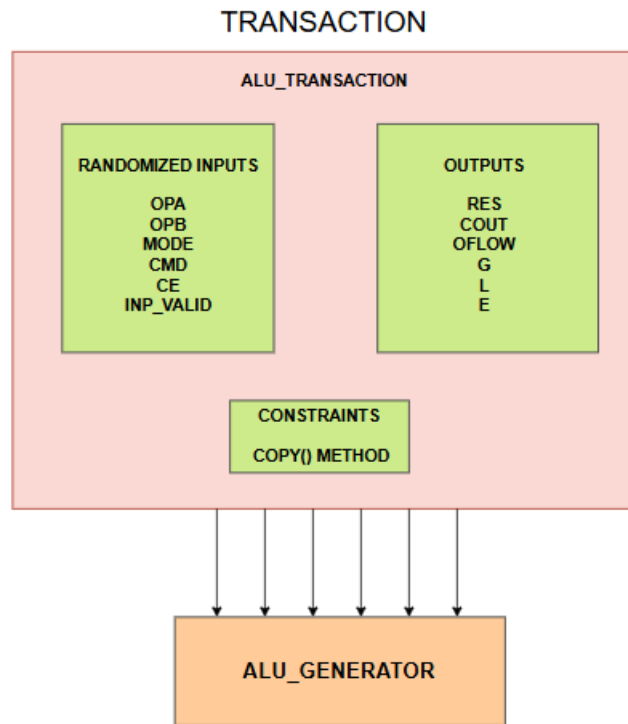 TRANSACTION
ALU_TRANSACTION
RANDOMIZED INPUTS
OPA
OPB
MODE
CMD
CE
INP_VALID
OUTPUTS
RES
COUT
OFLOW
G
L
E
CONSTRAINTS
COPY() METHOD
ALU_GENERATOR